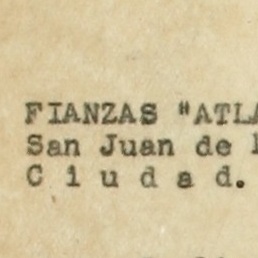 FIANZAS "ATLA
San Juan de
C i u d a d.